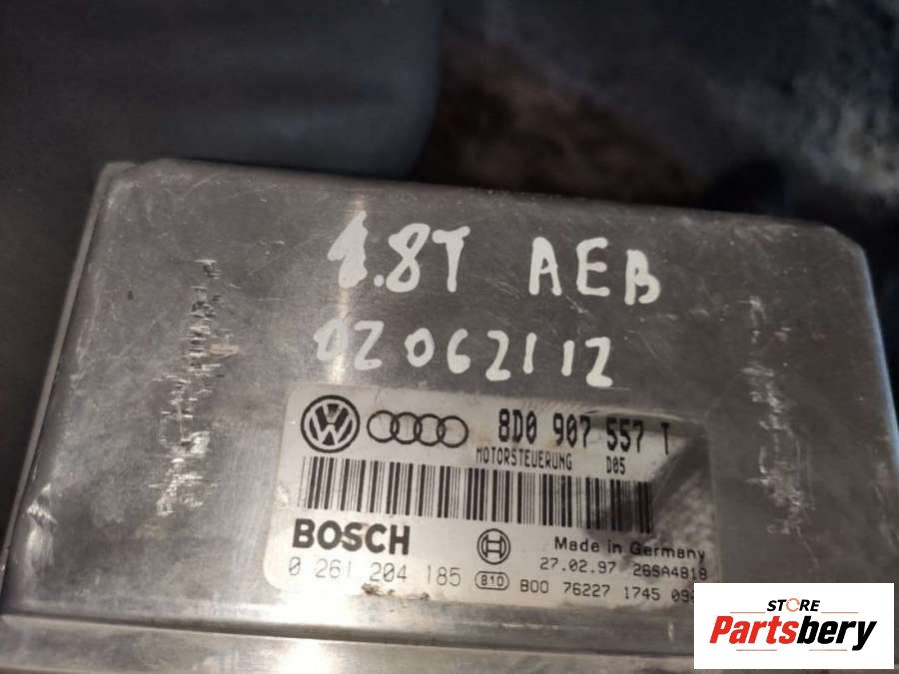 1.8T AEB
02062112
8D0 907 557 T
MOTORSTEUERUNG D05
BOSCH
Made in Germany
27.02.97 26SA4818
0 261 204 185 810 B00 76227 1745
STORE
Partsbery